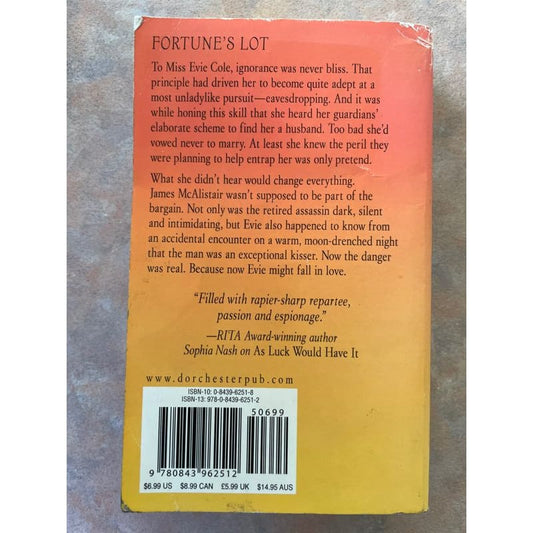 FORTUNE'S LOT
To Miss Evie Cole, ignorance was never bliss. That
principle had driven her to become quite adept at a
most unladylike pursuit—eavesdropping. And it was
while honing this skill that she heard her guardians'
elaborate scheme to find her a husband. Too bad she'd
vowed never to marry. At least she knew the peril they
were planning to help entrap her was only pretend.
What she didn't hear would change everything.
James McAlistair wasn't supposed to be part of the
bargain. Not only was the retired assassin dark, silent
and intimidating, but Evie also happened to know from
an accidental encounter on a warm, moon-drenched night
that the man was an exceptional kisser. Now the danger
was real. Because now Evie might fall in love.
"Filled with rapier-sharp repartee,
passion and espionage."
—RITA Award-winning author
Sophia Nash on As Luck Would Have It
www.dorchesterpub.com
ISBN-10: 0-8439-6251-8
ISBN-13: 978-0-8439-6251-2
50699
9 780843 962512
$6.99 US $8.99 CAN £5.99 UK $14.95 AUS